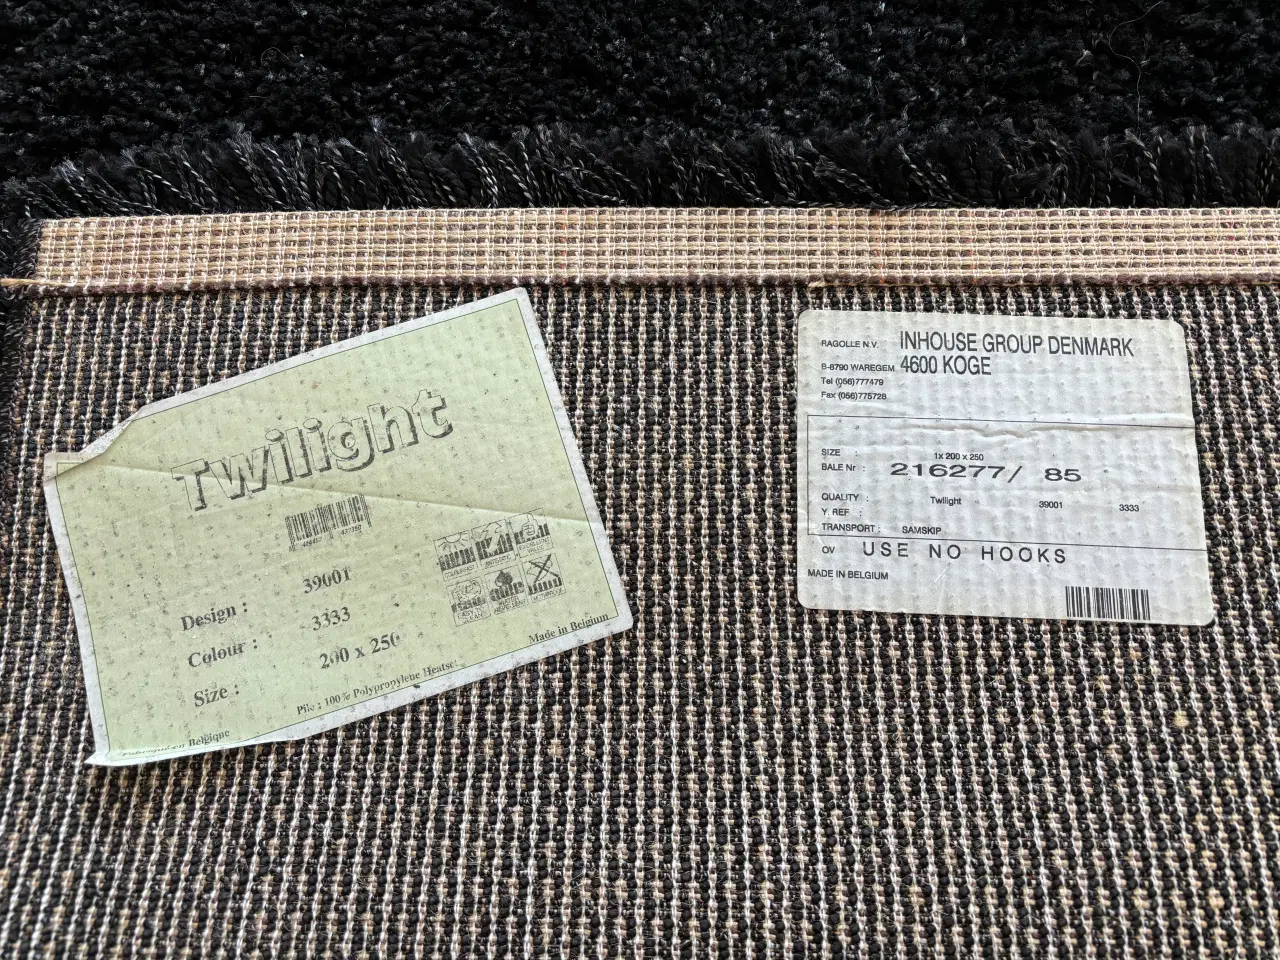 Twilight
Design : 39001
Colour : 3333
Size : 200 x 250
Pile : 100 % Polypropylene Heatset
Made in Belgium
Belgique
RAGOLLE N.V. INHOUSE GROUP DENMARK
B-8790 WAREGEM 4600 KOGE
Tel (056)777479
Fax (056)775728
SIZE : 1x 200 x 250
BALE Nr : 216277/ 85
QUALITY : Twilight 39001 3333
Y. REF :
TRANSPORT : SAMSKIP
OV USE NO HOOKS
MADE IN BELGIUM